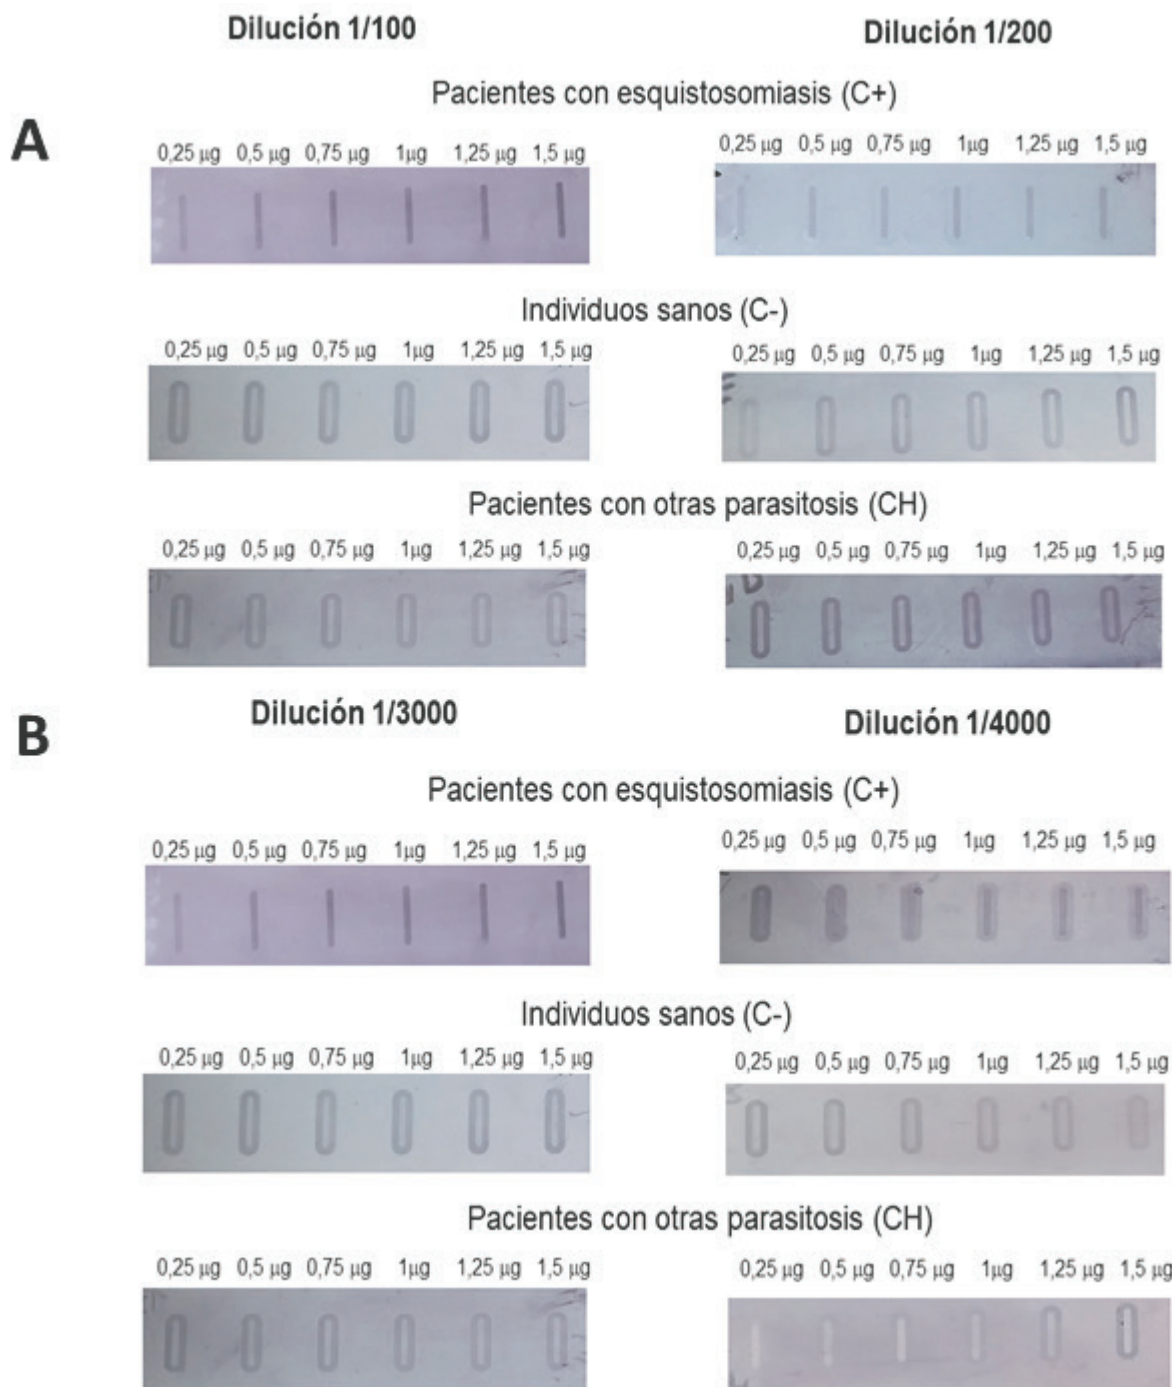 Dilución 1/100 Dilución 1/200
Pacientes con esquistosomiasis (C+)
A
0,25 µg 0,5 µg 0,75 µg 1µg 1,25 µg 1,5 µg 0,25 µg 0,5 µg 0,75 µg 1µg 1,25 µg 1,5 µg
Individuos sanos (C-)
0,25 µg 0,5 µg 0,75 µg 1µg 1,25 µg 1,5 µg 0,25 µg 0,5 µg 0,75 µg 1µg 1,25 µg 1,5 µg
Pacientes con otras parasitosis (CH)
0,25 µg 0,5 µg 0,75 µg 1µg 1,25 µg 1,5 µg 0,25 µg 0,5 µg 0,75 µg 1µg 1,25 µg 1,5 µg
B
Dilución 1/3000 Dilución 1/4000
Pacientes con esquistosomiasis (C+)
0,25 µg 0,5 µg 0,75 µg 1µg 1,25 µg 1,5 µg 0,25 µg 0,5 µg 0,75 µg 1µg 1,25 µg 1,5 µg
Individuos sanos (C-)
0,25 µg 0,5 µg 0,75 µg 1µg 1,25 µg 1,5 µg 0,25 µg 0,5 µg 0,75 µg 1µg 1,25 µg 1,5 µg
Pacientes con otras parasitosis (CH)
0,25 µg 0,5 µg 0,75 µg 1µg 1,25 µg 1,5 µg 0,25 µg 0,5 µg 0,75 µg 1µg 1,25 µg 1,5 µg